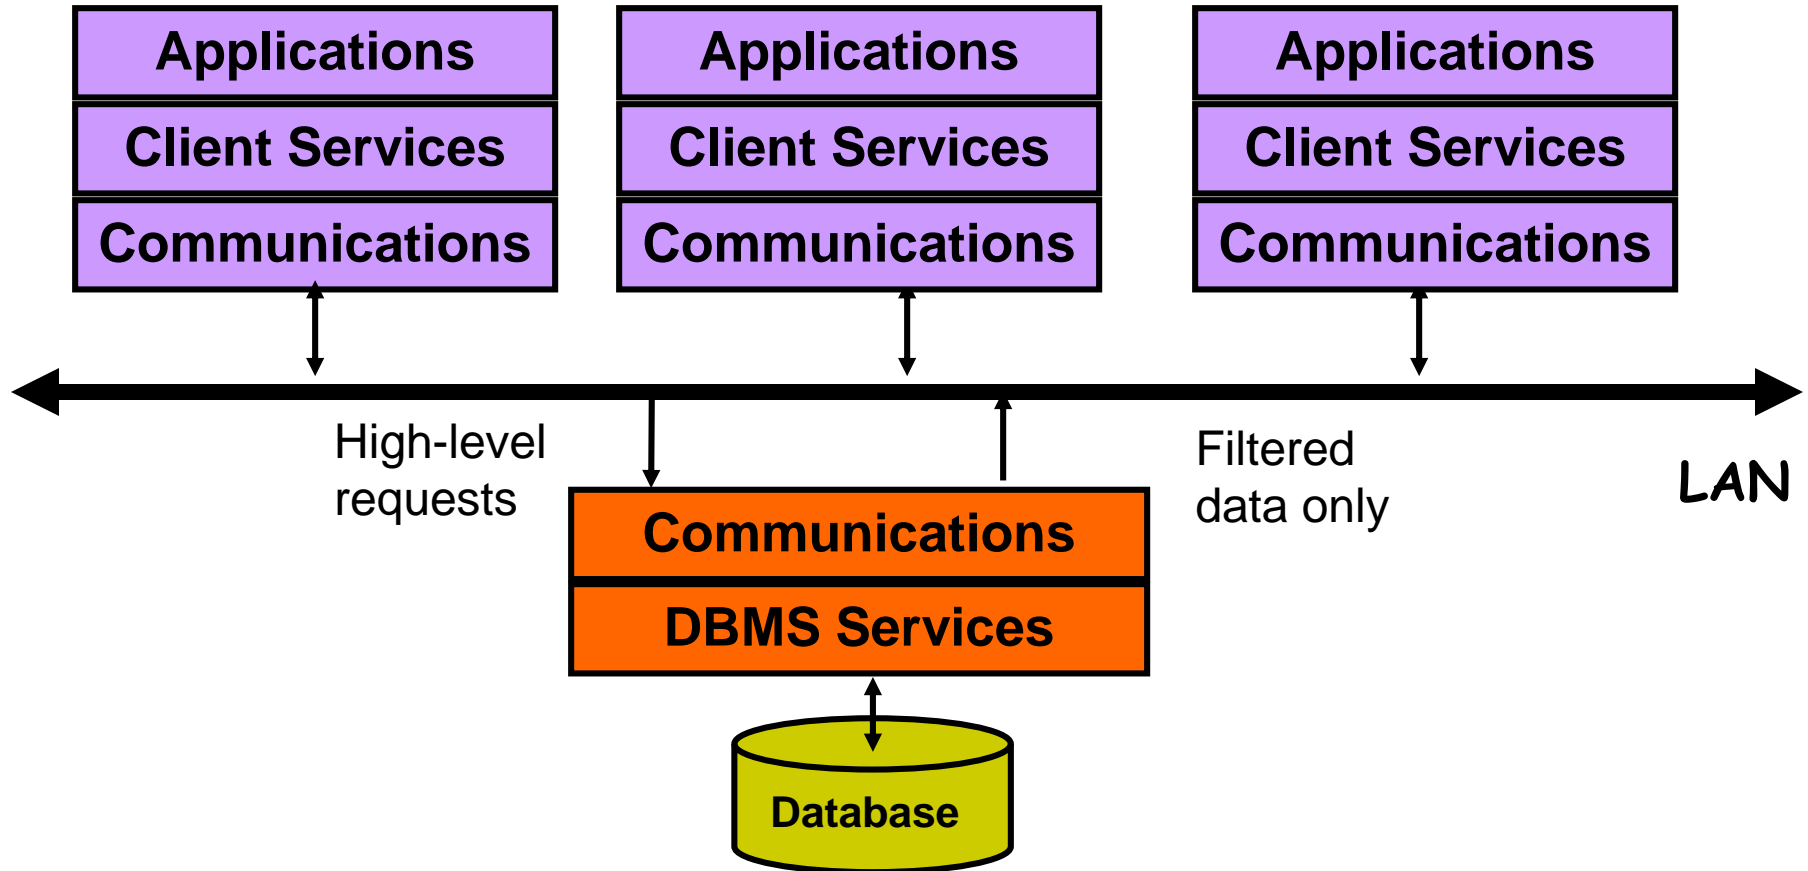 Applications
Client Services
Communications
Applications
Client Services
Communications
Applications
Client Services
Communications
High-level
requests
Filtered
data only
LAN
Communications
DBMS Services
Database